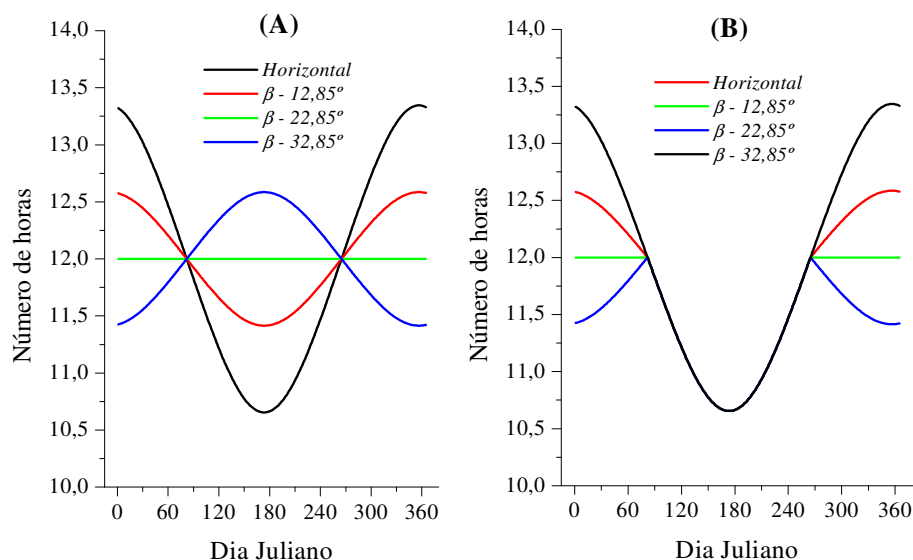 (A)
Horizontal
β - 12,85º
β - 22,85º
β - 32,85º
14,0
13,5
13,0
12,5
12,0
11,5
11,0
10,5
10,0
Número de horas
0 60 120 180 240 300 360
Dia Juliano
(B)
Horizontal
β - 12,85º
β - 22,85º
β - 32,85º
14,0
13,5
13,0
12,5
12,0
11,5
11,0
10,5
10,0
Número de horas
0 60 120 180 240 300 360
Dia Juliano